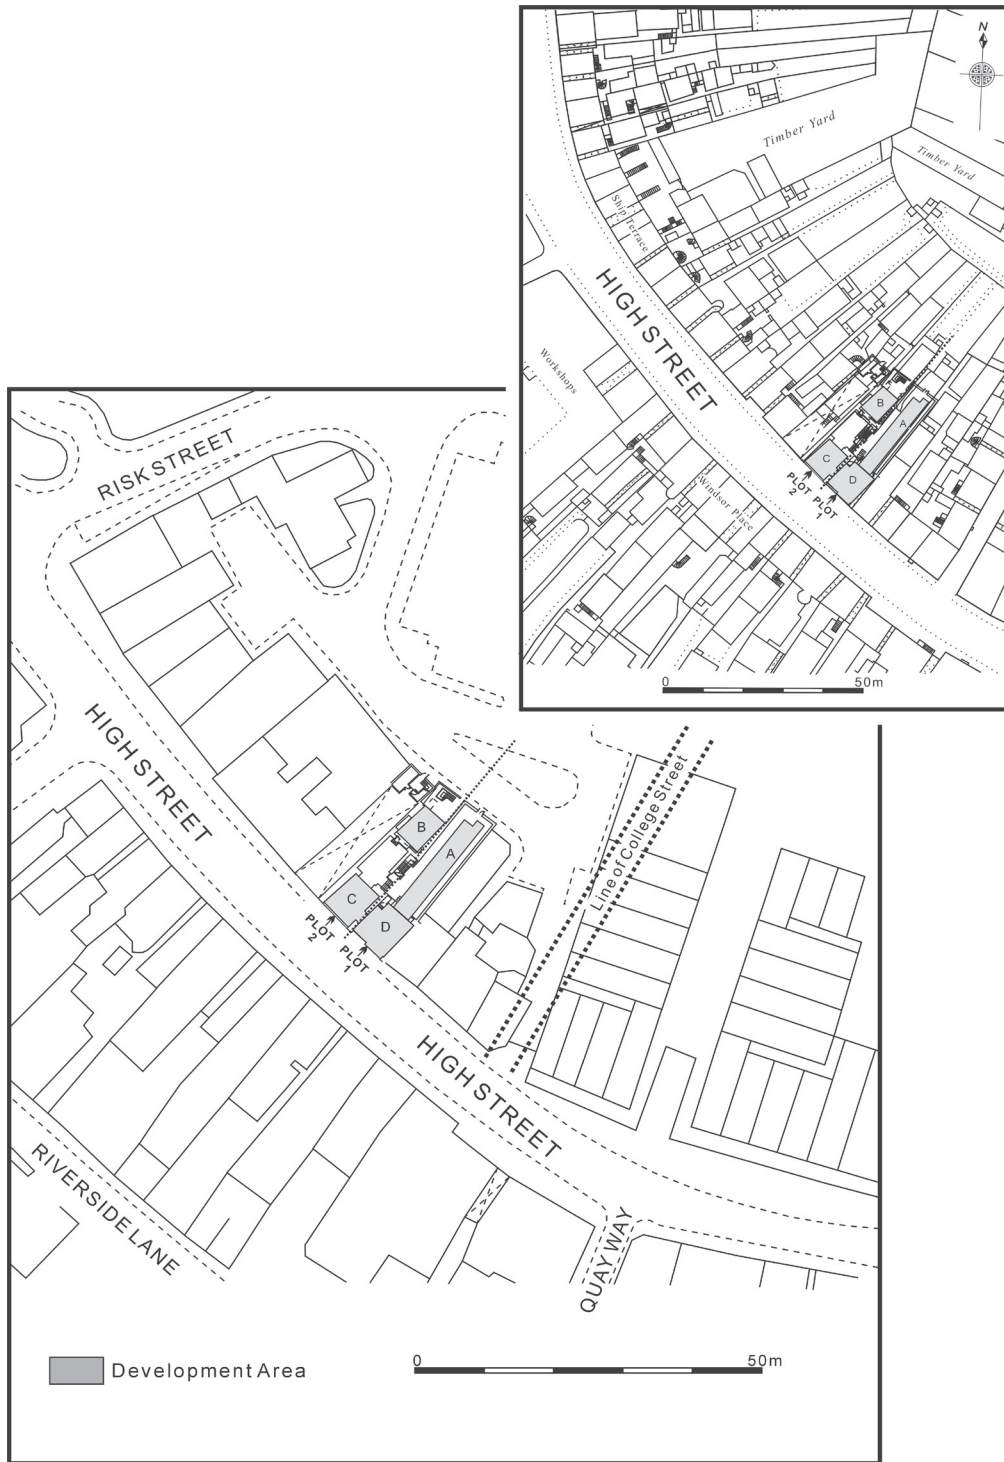 N
Timber Yard
Timber Yard
Ship Terrace
HIGH STREET
Workshops
B
A
C
D
PLOT
2
PLOT
1
Windsor Place
0 50m
RISK STREET
HIGH STREET
Line of College Street
B
A
C
D
PLOT
2
PLOT
1
HIGH STREET
RIVERSIDE LANE
QUAY WAY
Development Area
0 50m